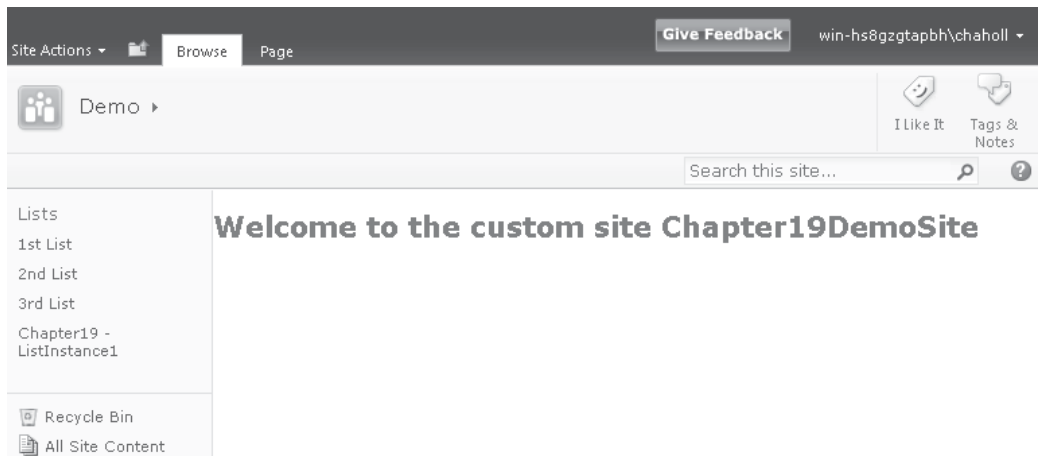 Site Actions
Browse
Page
Give Feedback
win-hs8gzgtapbh\chaholl
Demo
I Like It
Tags &
Notes
Search this site...
Lists
1st List
2nd List
3rd List
Chapter19 -
ListInstance1
Recycle Bin
All Site Content
Welcome to the custom site Chapter19DemoSite